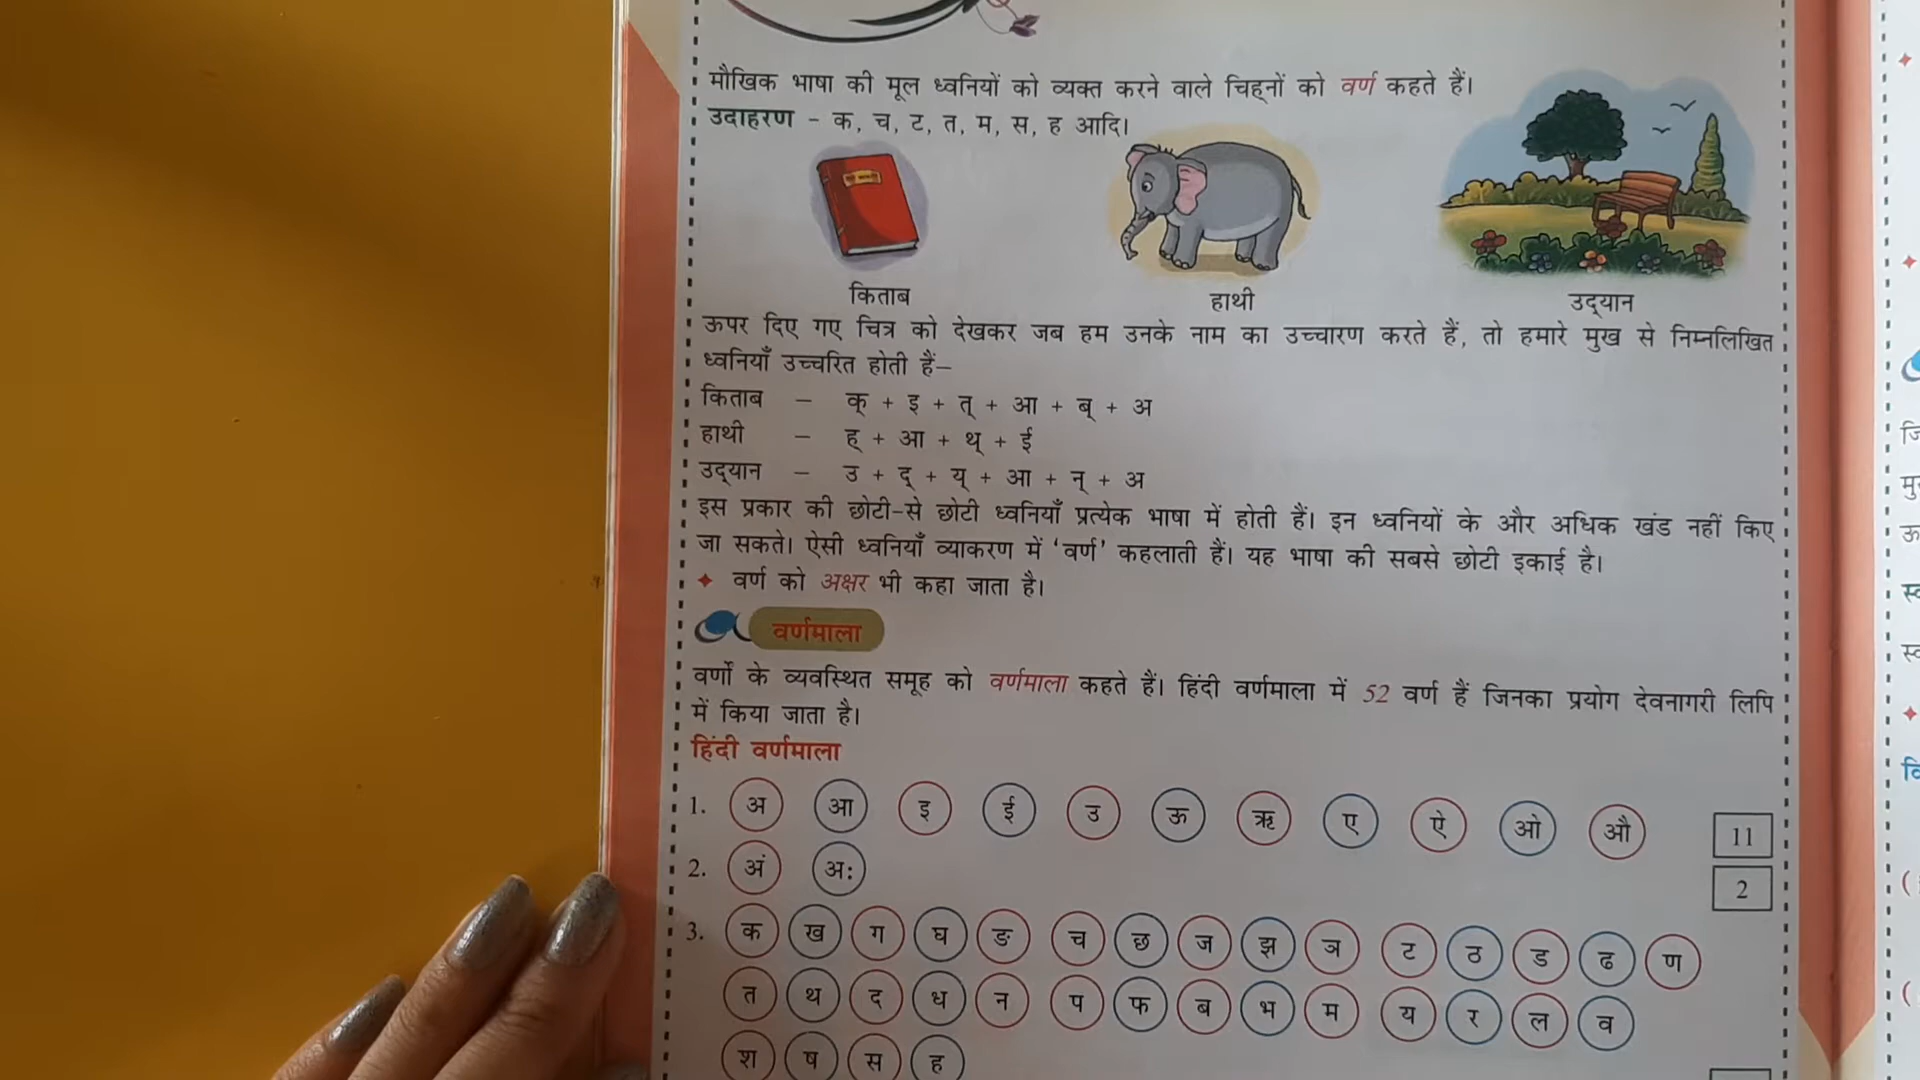 मौखिक भाषा की मूल ध्वनियों को व्यक्त करने वाले चिह्नों को वर्ण कहते हैं।
उदाहरण - क, च, ट, त, म, स, ह आदि।
किताब हाथी उद्‌यान
ऊपर दिए गए चित्र को देखकर जब हम उनके नाम का उच्चारण करते हैं, तो हमारे मुख से निम्नलिखित
ध्वनियाँ उच्चरित होती हैं–
किताब – क् + इ + त् + आ + ब् + अ
हाथी – ह् + आ + थ् + ई
उद्‌यान – उ + द् + य् + आ + न् + अ
इस प्रकार की छोटी-से छोटी ध्वनियाँ प्रत्येक भाषा में होती हैं। इन ध्वनियों के और अधिक खंड नहीं किए
जा सकते। ऐसी ध्वनियाँ व्याकरण में ‘वर्ण’ कहलाती हैं। यह भाषा की सबसे छोटी इकाई है।
वर्ण को अक्षर भी कहा जाता है।
वर्णमाला
वर्णों के व्यवस्थित समूह को वर्णमाला कहते हैं। हिंदी वर्णमाला में 52 वर्ण हैं जिनका प्रयोग देवनागरी लिपि
में किया जाता है।
हिंदी वर्णमाला
1. अ आ इ ई उ ऊ ऋ ए ऐ ओ औ 11
2. अं अः 2
3. क ख ग घ ङ च छ ज झ ञ ट ठ ड ढ ण
त थ द ध न प फ ब भ म य र ल व
श ष स ह